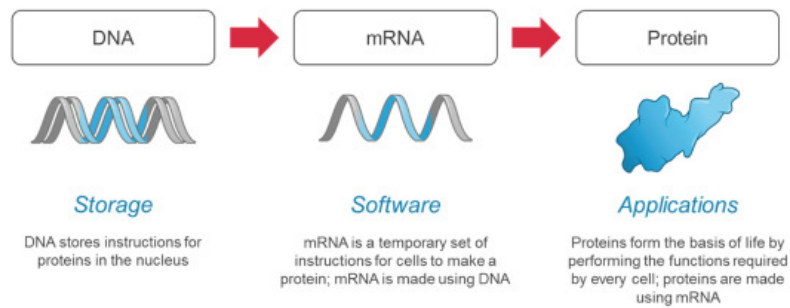 DNA
mRNA
Protein
Storage
Software
Applications
DNA stores instructions for
proteins in the nucleus
mRNA is a temporary set of
instructions for cells to make a
protein; mRNA is made using DNA
Proteins form the basis of life by
performing the functions required
by every cell; proteins are made
using mRNA